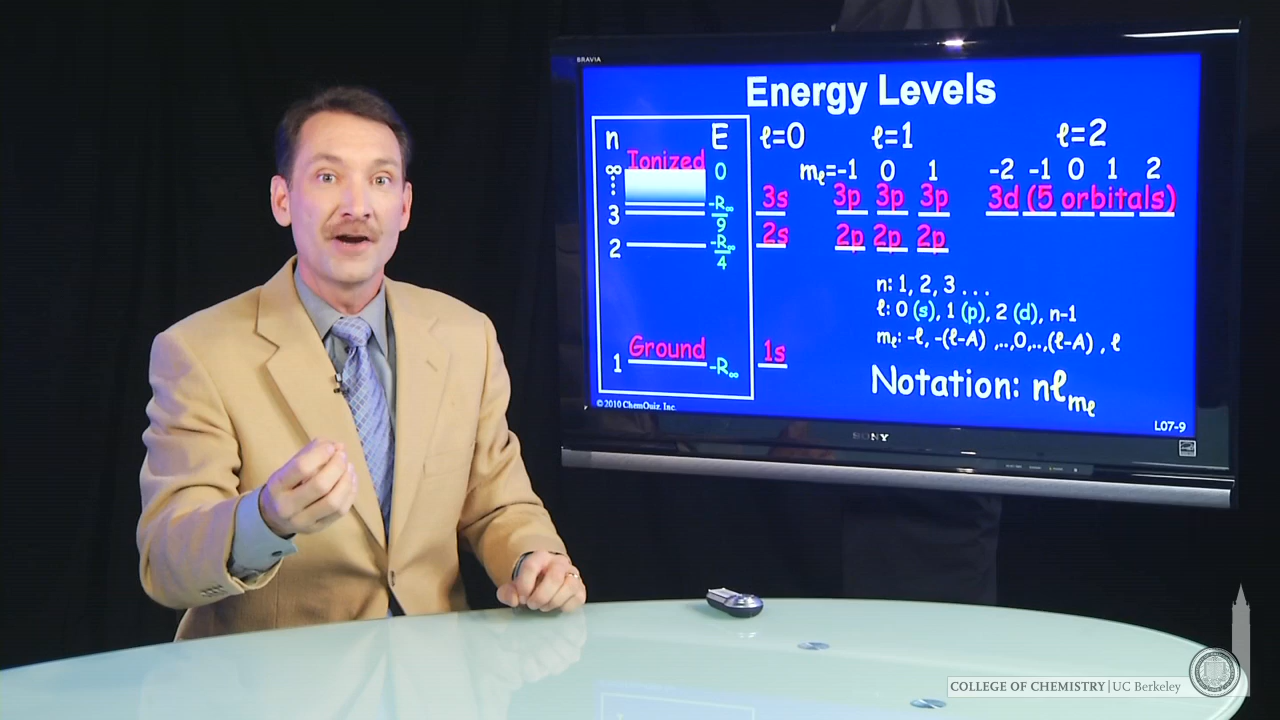 BRAVIA
Energy Levels
n E ℓ=0 ℓ=1 ℓ=2
∞ Ionized 0 mℓ=-1 0 1 -2 -1 0 1 2
3 -R∞/9 3s 3p 3p 3p 3d (5 orbitals)
2 -R∞/4 2s 2p 2p 2p
n: 1, 2, 3 . . .
ℓ: 0 (s), 1 (p), 2 (d), n-1
mℓ: -ℓ, -(ℓ-A) ,..,0,..,(ℓ-A) , ℓ
Ground
1 -R∞ 1s
Notation: nℓmℓ
© 2010 ChemQuiz, Inc.
L07-9
SONY
COLLEGE OF CHEMISTRY | UC Berkeley